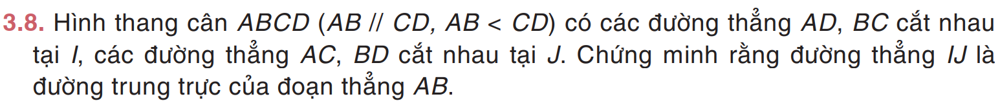 3.8. Hình thang cân ABCD (AB // CD, AB < CD) có các đường thẳng AD, BC cắt nhau
tại I, các đường thẳng AC, BD cắt nhau tại J. Chứng minh rằng đường thẳng IJ là
đường trung trực của đoạn thẳng AB.